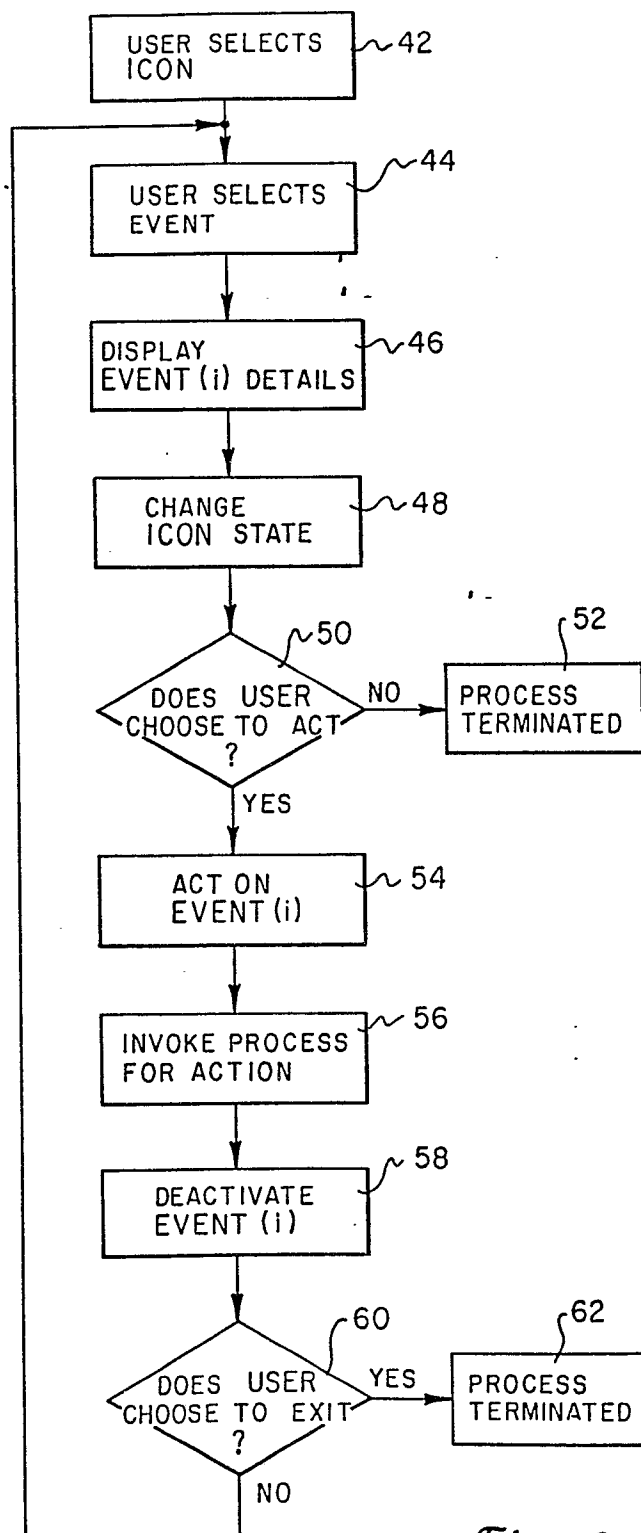 USER SELECTS
ICON
42
USER SELECTS
EVENT
44
DISPLAY
EVENT (i) DETAILS
46
CHANGE
ICON STATE
48
50
DOES USER
CHOOSE TO ACT
?
NO
52
PROCESS
TERMINATED
YES
ACT ON
EVENT (i)
54
INVOKE PROCESS
FOR ACTION
56
DEACTIVATE
EVENT (i)
58
60
DOES USER
CHOOSE TO EXIT
?
YES
62
PROCESS
TERMINATED
NO